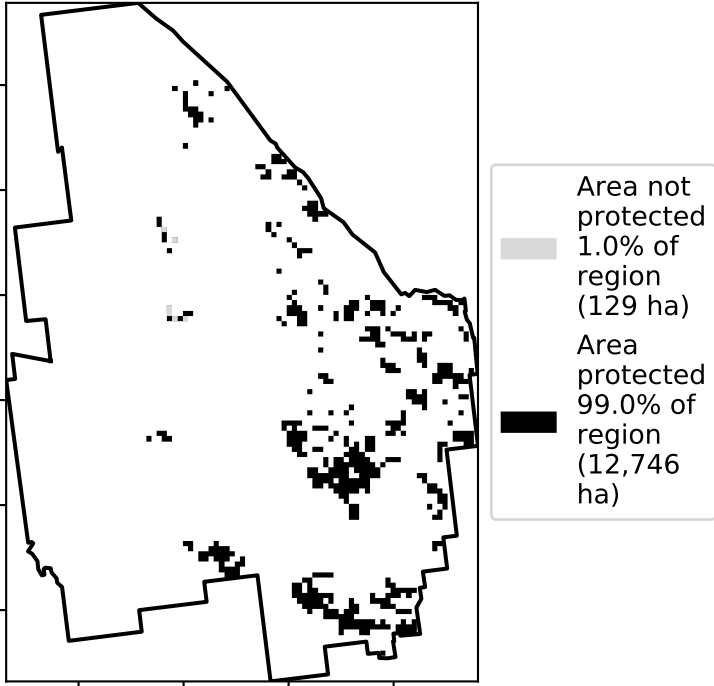 Area not
protected
1.0% of
region
(129 ha)
Area
protected
99.0% of
region
(12,746
ha)